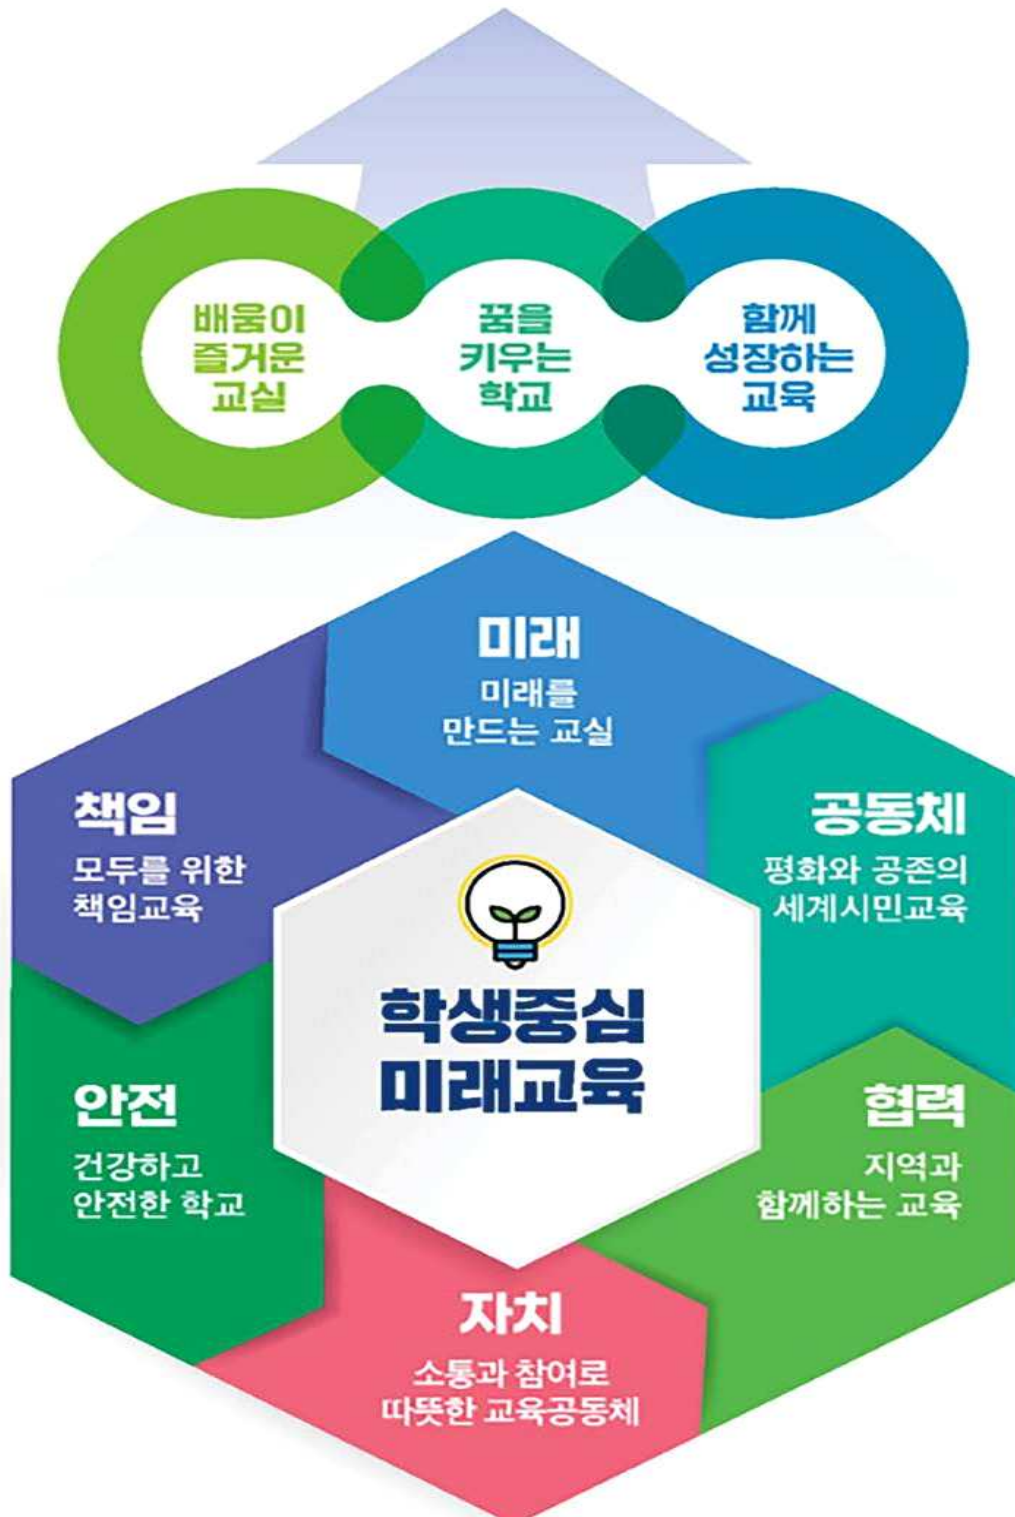 배움이
즐거운
교실
꿈을
키우는
학교
함께
성장하는
교육
미래
미래를
만드는 교실
책임
모두를 위한
책임교육
공동체
평화와 공존의
세계시민교육
학생중심
미래교육
안전
건강하고
안전한 학교
협력
지역과
함께하는 교육
자치
소통과 참여로
따뜻한 교육공동체